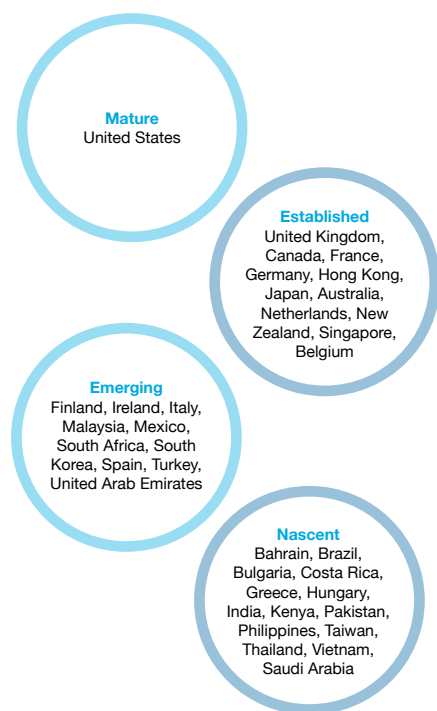 Mature
United States
Established
United Kingdom,
Canada, France,
Germany, Hong Kong,
Japan, Australia,
Netherlands, New
Zealand, Singapore,
Belgium
Emerging
Finland, Ireland, Italy,
Malaysia, Mexico,
South Africa, South
Korea, Spain, Turkey,
United Arab Emirates
Nascent
Bahrain, Brazil,
Bulgaria, Costa Rica,
Greece, Hungary,
India, Kenya, Pakistan,
Philippines, Taiwan,
Thailand, Vietnam,
Saudi Arabia